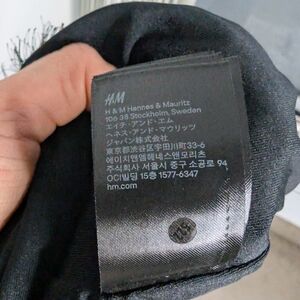 H&M
H & M Hennes & Mauritz
106 38 Stockholm, Sweden
エイチ・アンド・エム
ヘネス・アンド・マウリッツ
ジャパン株式会社
東京都渋谷区宇田川町33-6
에이치앤엠헤네스앤모리츠
주식회사 서울시 중구 소공로 94
OCI빌딩 15층 1577-6347
hm.com